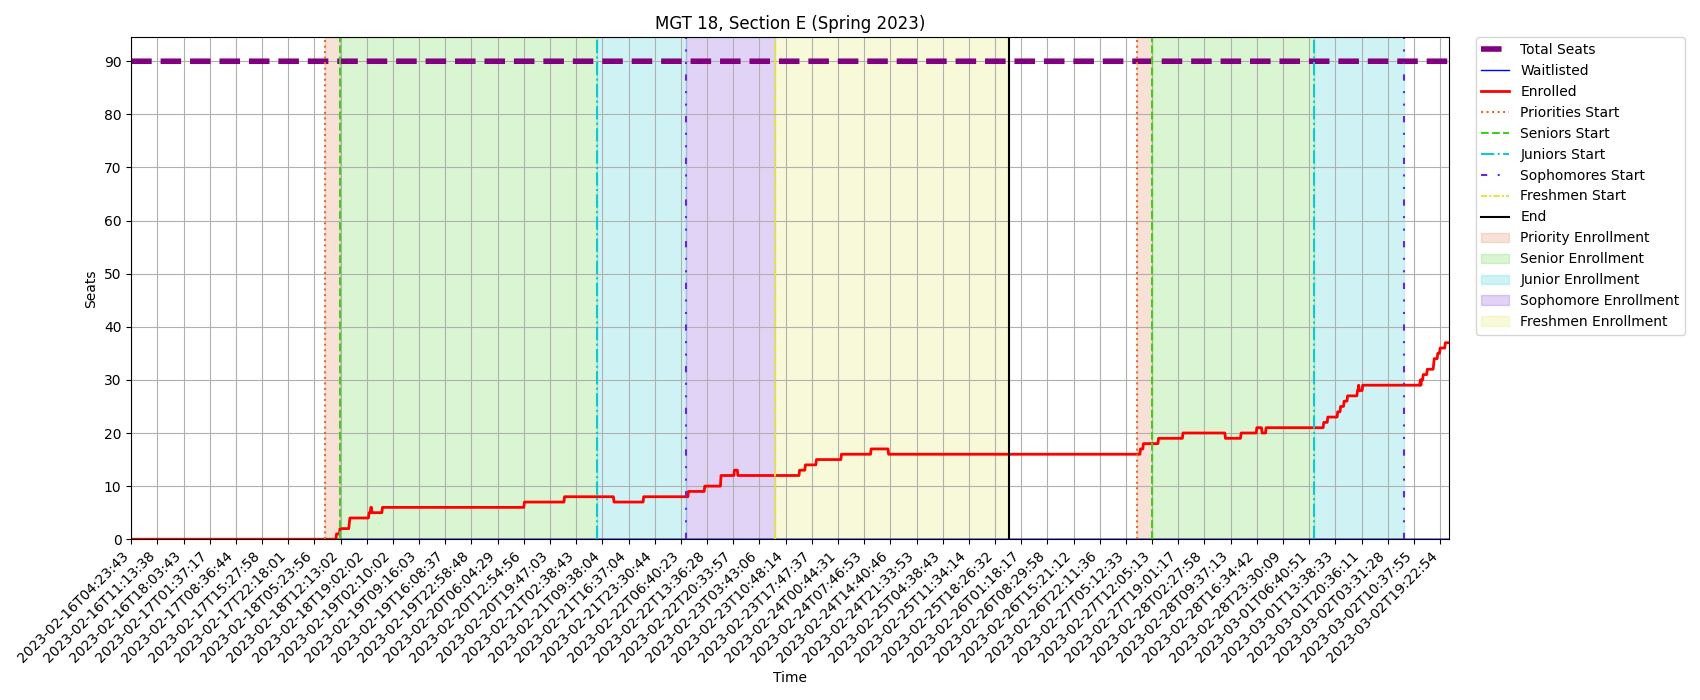 MGT 18, Section E (Spring 2023)
Seats
90
80
70
60
50
40
30
20
10
0
2023-02-16T04:23:43
2023-02-16T11:13:38
2023-02-16T18:03:43
2023-02-17T01:37:17
2023-02-17T08:36:44
2023-02-17T15:27:58
2023-02-17T22:18:01
2023-02-18T05:23:56
2023-02-18T12:13:02
2023-02-18T19:02:02
2023-02-19T02:10:02
2023-02-19T09:16:03
2023-02-19T16:08:37
2023-02-19T22:58:48
2023-02-20T06:04:29
2023-02-20T12:54:56
2023-02-20T19:47:03
2023-02-21T02:38:43
2023-02-21T09:38:04
2023-02-21T16:37:04
2023-02-21T23:30:44
2023-02-22T06:40:23
2023-02-22T13:36:28
2023-02-22T20:33:57
2023-02-23T03:43:06
2023-02-23T10:48:14
2023-02-23T17:47:37
2023-02-24T00:44:31
2023-02-24T07:46:53
2023-02-24T14:40:46
2023-02-24T21:33:53
2023-02-25T04:38:43
2023-02-25T11:34:14
2023-02-25T18:26:32
2023-02-26T01:18:17
2023-02-26T08:29:58
2023-02-26T15:21:12
2023-02-26T22:11:36
2023-02-27T05:12:33
2023-02-27T12:05:13
2023-02-27T19:01:17
2023-02-28T02:27:58
2023-02-28T09:37:13
2023-02-28T16:34:42
2023-02-28T23:30:09
2023-03-01T06:40:51
2023-03-01T13:38:33
2023-03-01T20:36:11
2023-03-02T03:31:28
2023-03-02T10:37:55
2023-03-02T19:22:54
Time
Total Seats
Waitlisted
Enrolled
Priorities Start
Seniors Start
Juniors Start
Sophomores Start
Freshmen Start
End
Priority Enrollment
Senior Enrollment
Junior Enrollment
Sophomore Enrollment
Freshmen Enrollment